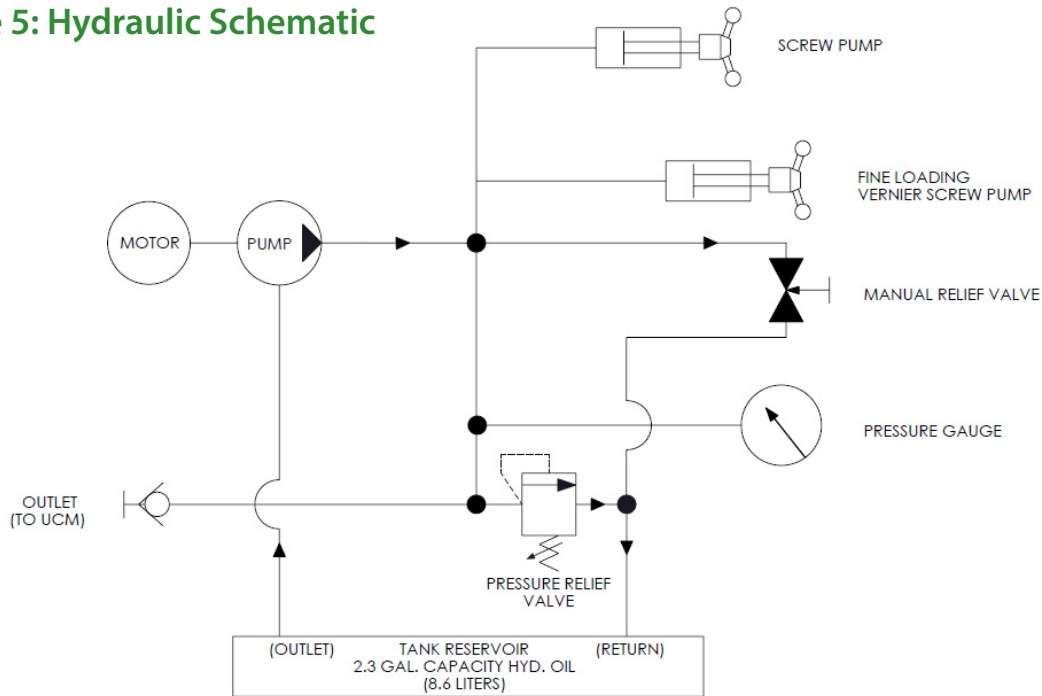 e 5: Hydraulic Schematic
SCREW PUMP
FINE LOADING
VERNIER SCREW PUMP
MOTOR
PUMP
MANUAL RELIEF VALVE
PRESSURE GAUGE
OUTLET
(TO UCM)
PRESSURE RELIEF
VALVE
(OUTLET)
TANK RESERVOIR
(RETURN)
2.3 GAL. CAPACITY HYD. OIL
(8.6 LITERS)